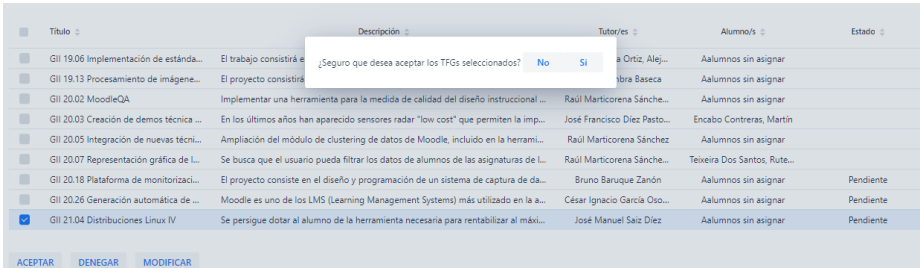 Título Descripción Tutor/es Alumno/s Estado
¿Seguro que desea aceptar los TFGs seleccionados? No Si
GII 19.06 Implementación de estánda... El trabajo consistirá e Ortiz, Alej... Aalumnos sin asignar
GII 19.13 Procesamiento de imágene... El proyecto consistirá Baseca Aalumnos sin asignar
GII 20.02 MoodleQA Implementar una herramienta para la medida de calidad del diseño instruccional ... Raúl Marticorena Sánche... Aalumnos sin asignar
GII 20.03 Creación de demos técnica ... En los últimos años han aparecido sensores radar "low cost" que permiten la imp... José Francisco Díez Pasto... Encabo Contreras, Martín
GII 20.05 Integración de nuevas técni... Ampliación del módulo de clustering de datos de Moodle, incluido en la herrami... Raúl Marticorena Sánchez Aalumnos sin asignar
GII 20.07 Representación gráfica de l... Se busca que el usuario pueda filtrar los datos de alumnos de las asignaturas de l... Raúl Marticorena Sánche... Teixeira Dos Santos, Rute...
GII 20.18 Plataforma de monitorizaci... El proyecto consiste en el diseño y programación de un sistema de captura de da... Bruno Baruque Zanón Aalumnos sin asignar Pendiente
GII 20.26 Generación automática de ... Moodle es uno de los LMS (Learning Management Systems) más utilizado en la a... César Ignacio García Oso... Aalumnos sin asignar Pendiente
GII 21.04 Distribuciones Linux IV Se persigue dotar al alumno de la herramienta necesaria para rentabilizar al máxi... José Manuel Saiz Díez Aalumnos sin asignar Pendiente
ACEPTAR DENEGAR MODIFICAR